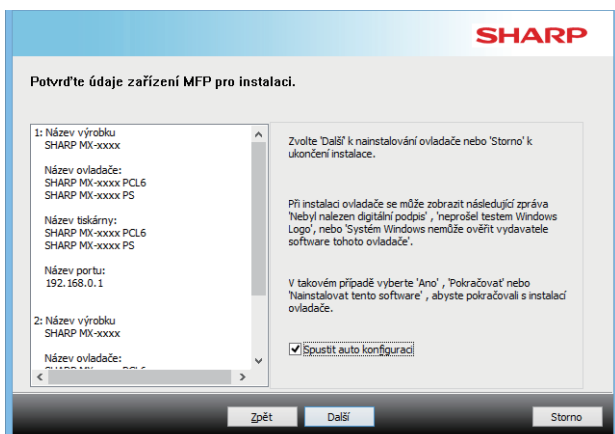 SHARP
Potvrďte údaje zařízení MFP pro instalaci.
1: Název výrobku
SHARP MX-xxxx
Název ovladače:
SHARP MX-xxxx PCL6
SHARP MX-xxxx PS
Název tiskárny:
SHARP MX-xxxx PCL6
SHARP MX-xxxx PS
Název portu:
192.168.0.1
2: Název výrobku
SHARP MX-xxxx
Název ovladače:
Zvolte 'Další' k nainstalování ovladače nebo 'Storno' k
ukončení instalace.
Při instalaci ovladače se může zobrazit následující zpráva
'Nebyl nalezen digitální podpis' , 'neprošel testem Windows
Logo', nebo 'Systém Windows nemůže ověřit vydavatele
software tohoto ovladače'.
V takovém případě vyberte 'Ano' , 'Pokračovat' nebo
'Nainstalovat tento software' , abyste pokračovali s instalací
ovladače.
Spustit auto konfiguraci
Zpět
Další
Storno